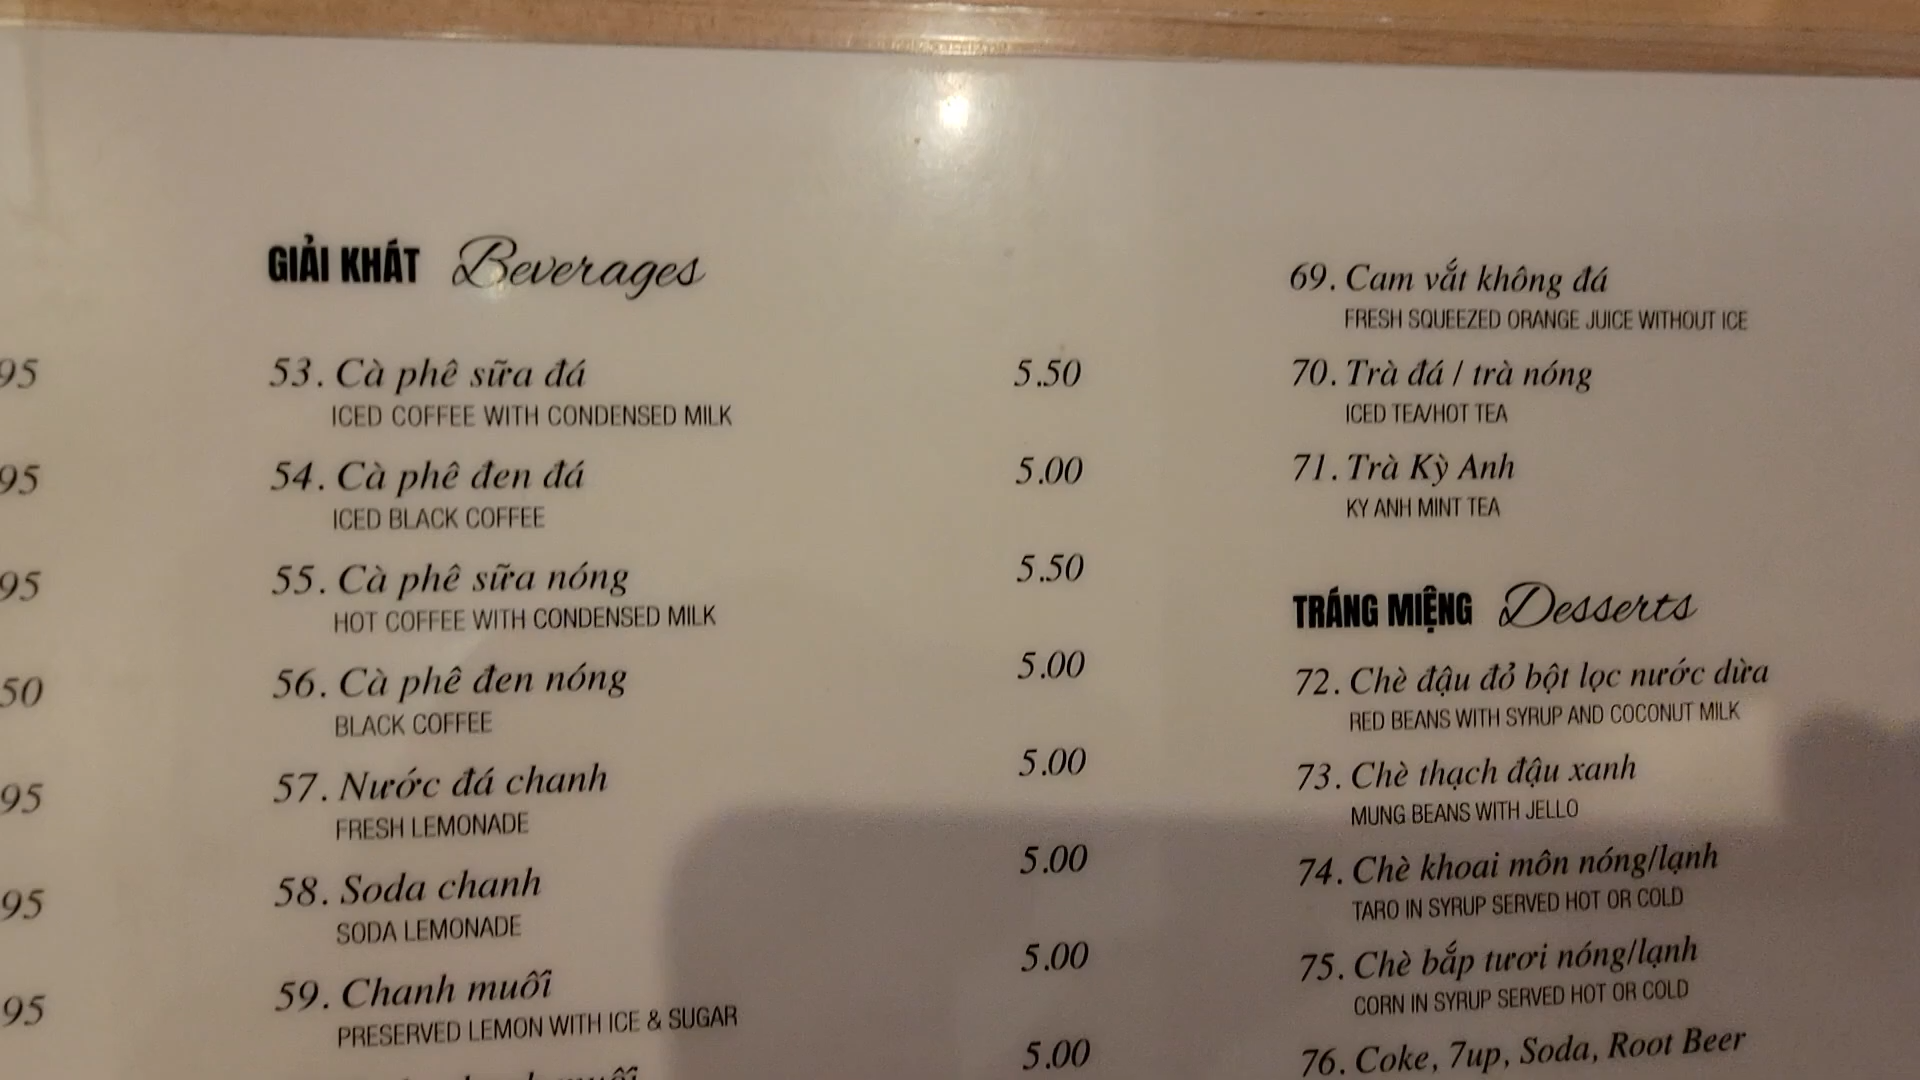 GIẢI KHÁT Beverages
53. Cà phê sữa đá 5.50
ICED COFFEE WITH CONDENSED MILK
54. Cà phê đen đá 5.00
ICED BLACK COFFEE
55. Cà phê sữa nóng 5.50
HOT COFFEE WITH CONDENSED MILK
56. Cà phê đen nóng 5.00
BLACK COFFEE
57. Nước đá chanh 5.00
FRESH LEMONADE
58. Soda chanh 5.00
SODA LEMONADE
59. Chanh muối 5.00
PRESERVED LEMON WITH ICE & SUGAR
5.00
69. Cam vắt không đá
FRESH SQUEEZED ORANGE JUICE WITHOUT ICE
70. Trà đá / trà nóng
ICED TEA/HOT TEA
71. Trà Kỳ Anh
KY ANH MINT TEA
TRÁNG MIỆNG Desserts
72. Chè đậu đỏ bột lọc nước dừa
RED BEANS WITH SYRUP AND COCONUT MILK
73. Chè thạch đậu xanh
MUNG BEANS WITH JELLO
74. Chè khoai môn nóng/lạnh
TARO IN SYRUP SERVED HOT OR COLD
75. Chè bắp tươi nóng/lạnh
CORN IN SYRUP SERVED HOT OR COLD
76. Coke, 7up, Soda, Root Beer